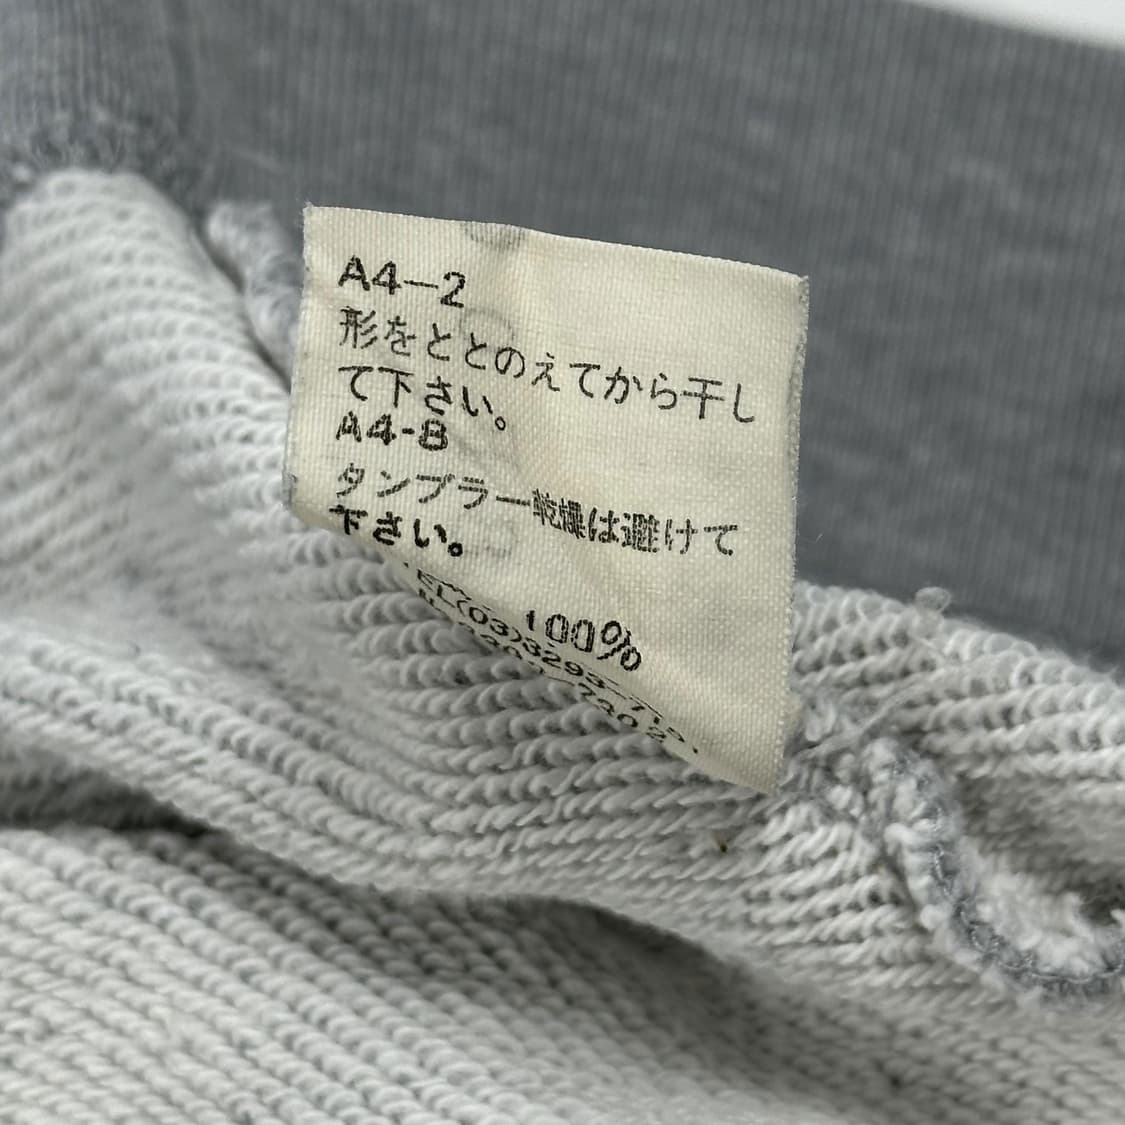 A4-2
形をととのえてから干し
て下さい。
A4-8
タンブラー乾燥は避けて
下さい。
100%